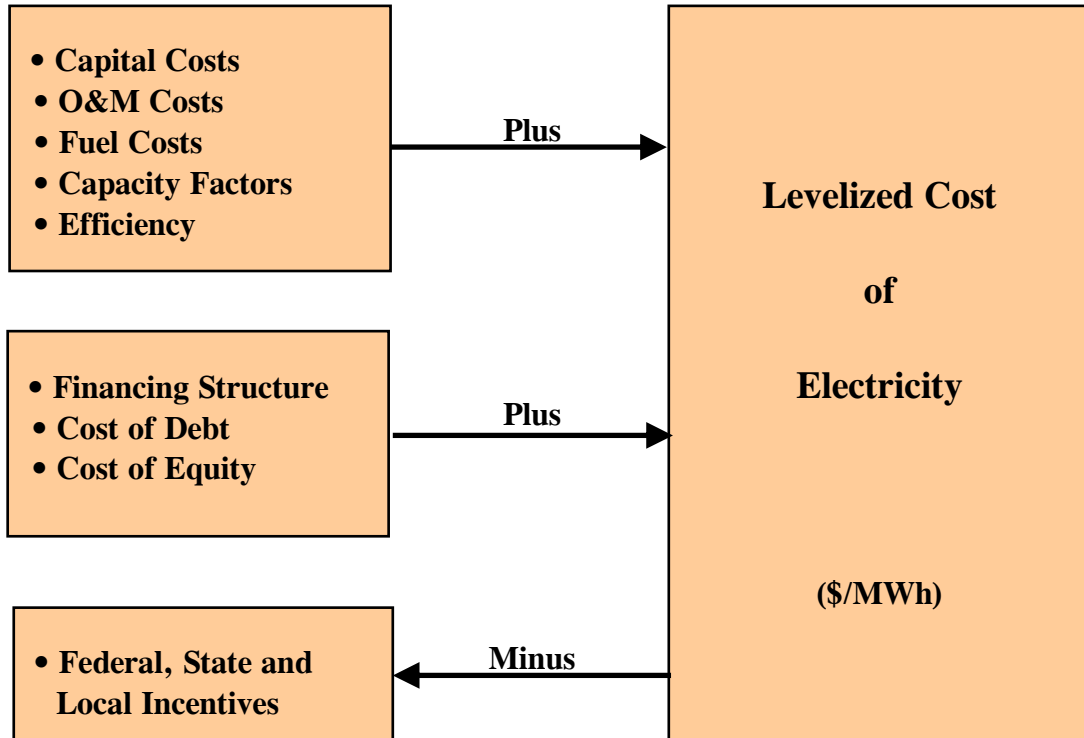 • Capital Costs
• O&M Costs
• Fuel Costs
• Capacity Factors
• Efficiency
Plus
• Financing Structure
• Cost of Debt
• Cost of Equity
Plus
• Federal, State and
Local Incentives
Minus
Levelized Cost
of
Electricity
($/MWh)